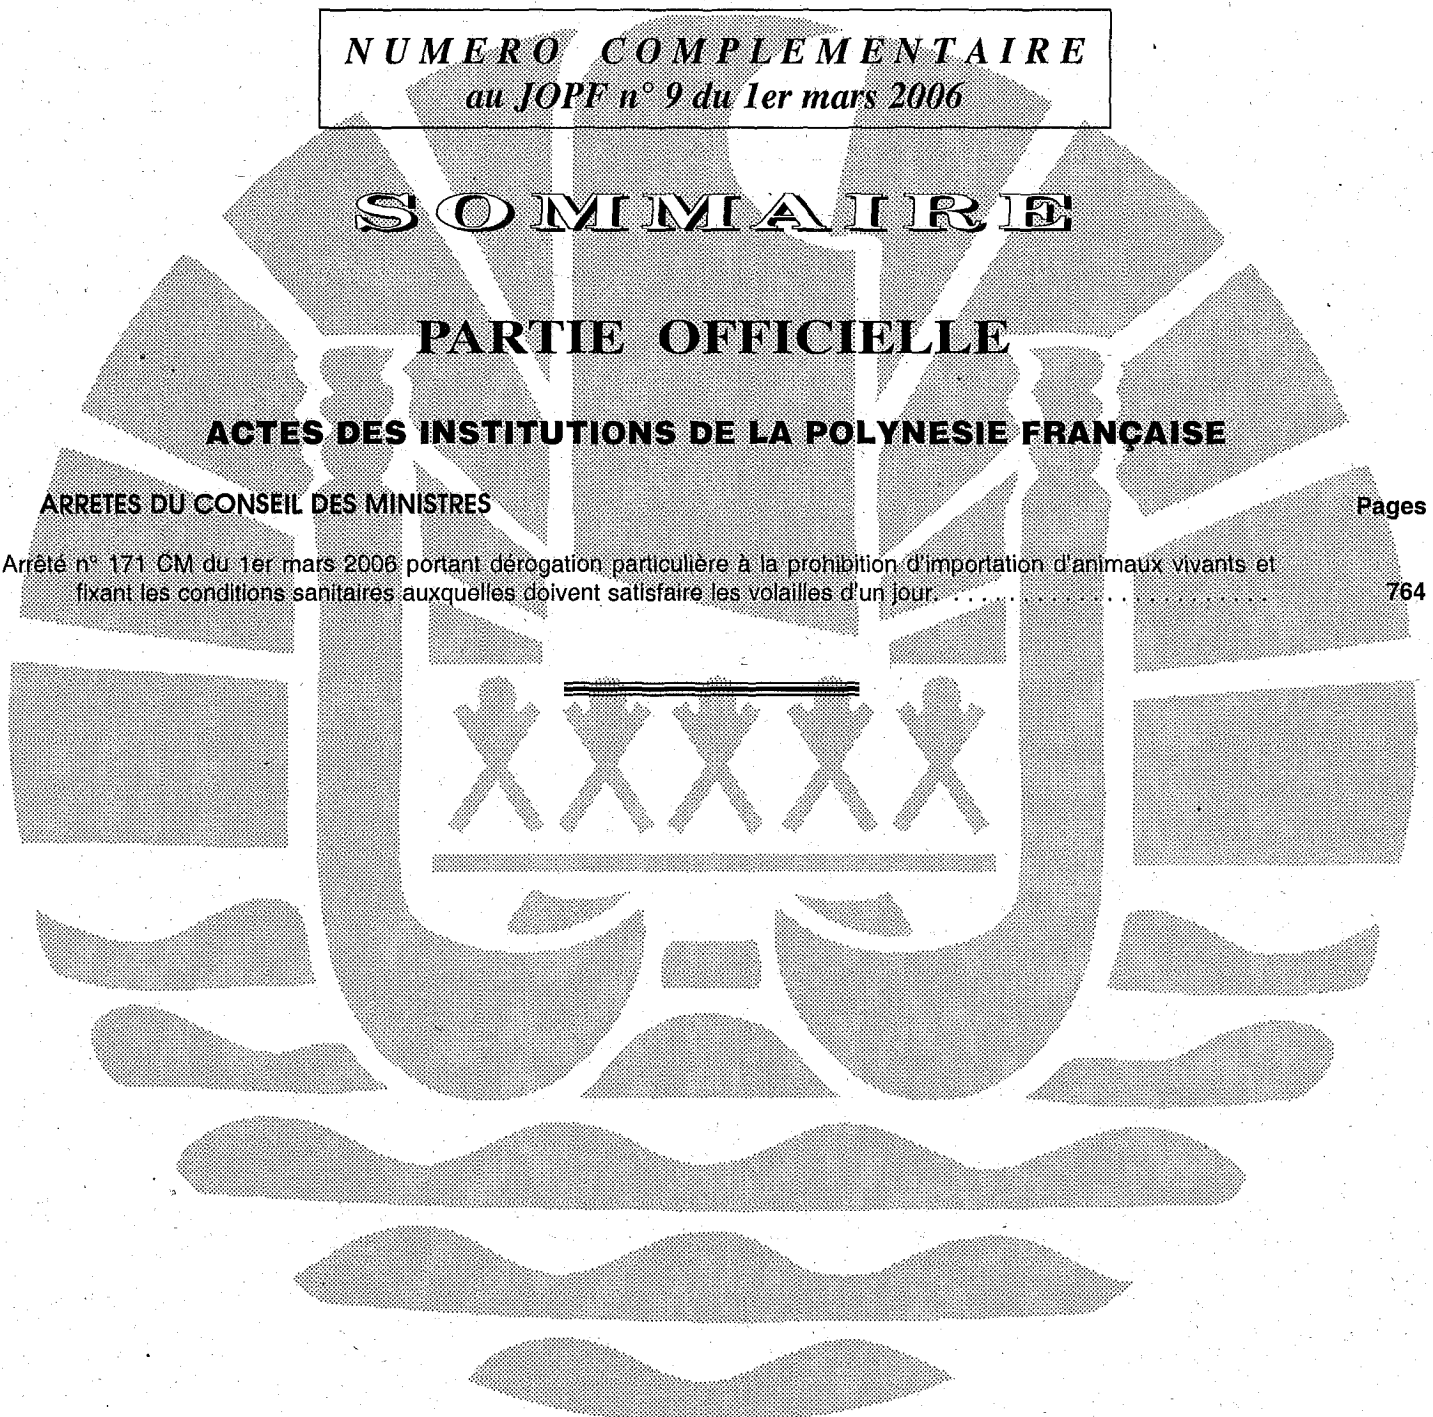 NUMERO COMPLEMENTAIRE
au JOPF n° 9 du 1er mars 2006
SOMMAIRE
PARTIE OFFICIELLE
ACTES DES INSTITUTIONS DE LA POLYNESIE FRANÇAISE
ARRETES DU CONSEIL DES MINISTRES Pages
Arrêté n° 171 CM du 1er mars 2006 portant dérogation particulière à la prohibition d'importation d'animaux vivants et
fixant les conditions sanitaires auxquelles doivent satisfaire les volailles d'un jour. . . . . . . . . . . . . . . . . . . . . . . . 764